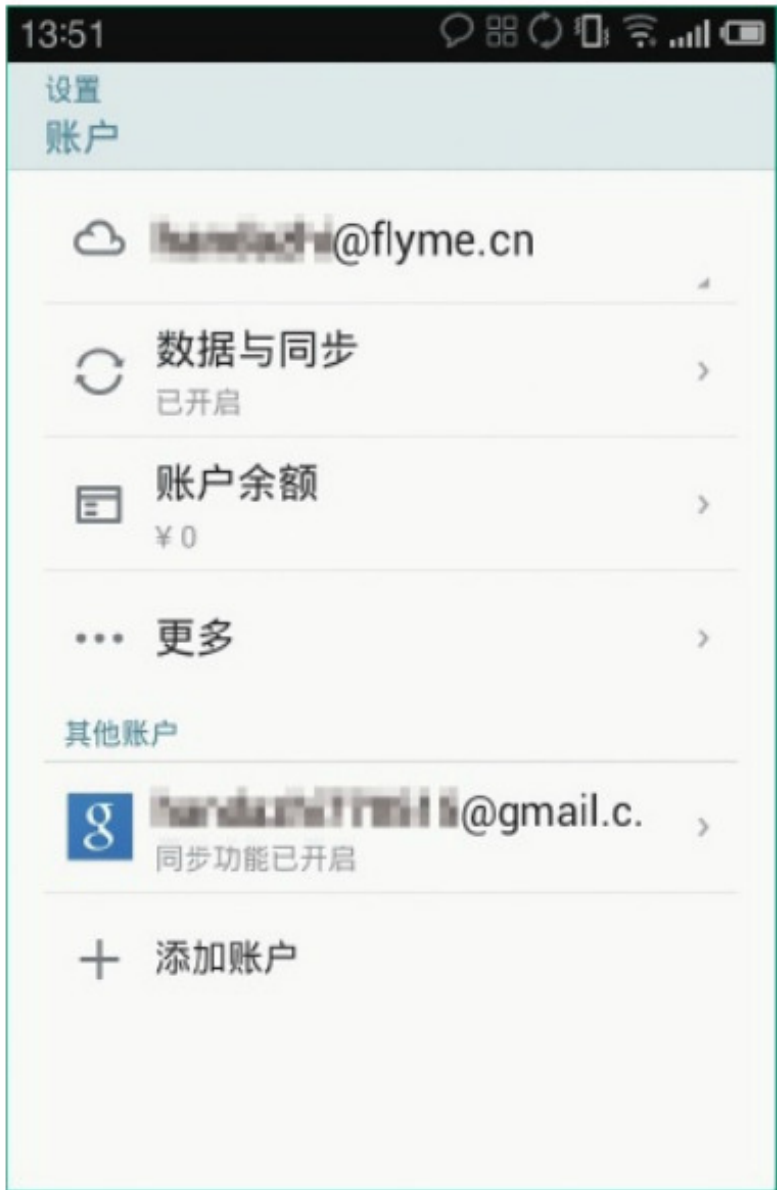 13:51
设置
账户
@flyme.cn
数据与同步
已开启
账户余额
¥ 0
更多
其他账户
g
@gmail.c.
同步功能已开启
添加账户